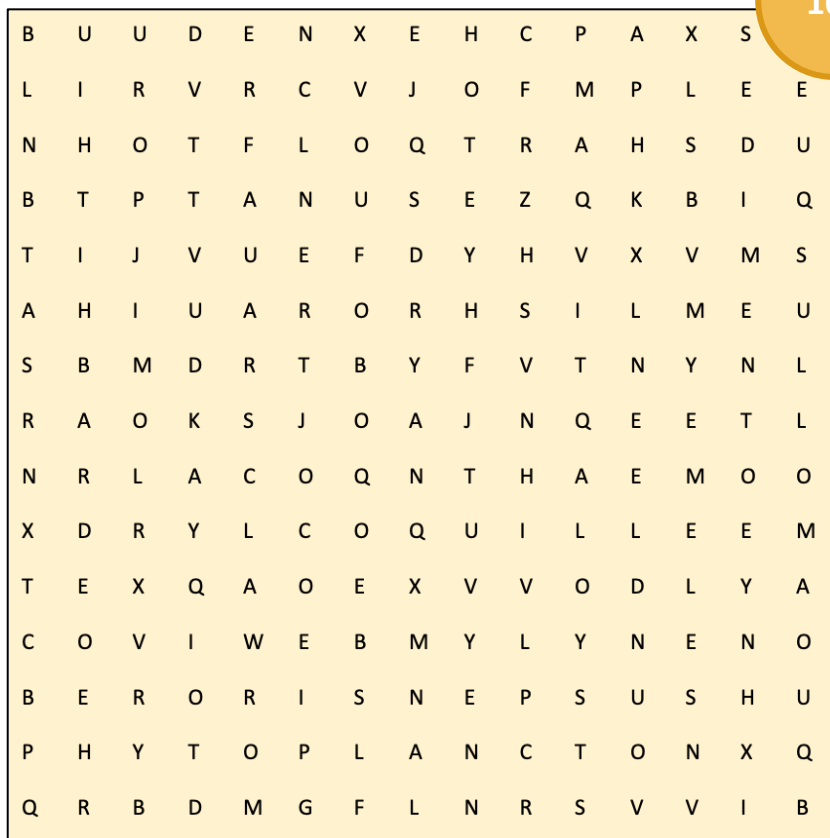 B U U D E N X E H C P A X S
L I R V R C V J O F M P L E E
N H O T F L O Q T R A H S D U
B T P T A N U S E Z Q K B I Q
T I J V U E F D Y H V X V M S
A H I U A R O R H S I L M E U
S B M D R T B Y F V T N Y N L
R A O K S J O A J N Q E E T L
N R L A C O Q N T H A E M O O
X D R Y L C O Q U I L L E E M
T E X Q A O E X V V O D L Y A
C O V I W E B M Y L Y N E N O
B E R O R I S N E P S U S H U
P H Y T O P L A N C T O N X Q
Q R B D M G F L N R S V V I B